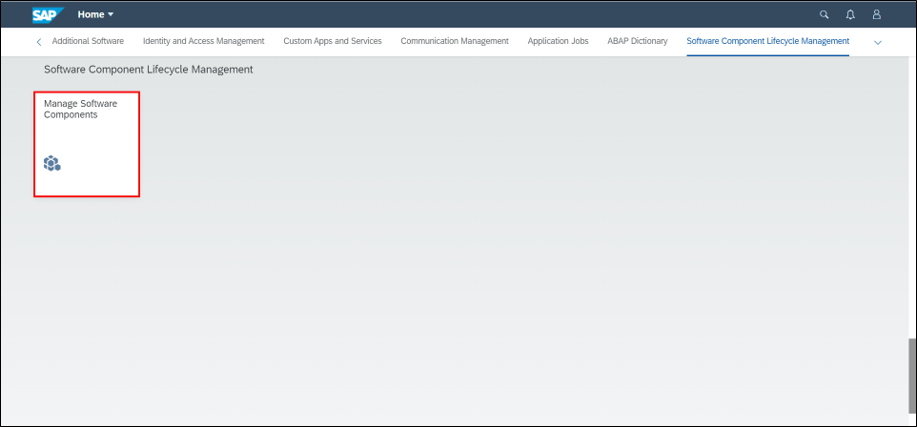 SAP Home
Additional Software Identity and Access Management Custom Apps and Services Communication Management Application Jobs ABAP Dictionary Software Component Lifecycle Management
Software Component Lifecycle Management
Manage Software
Components